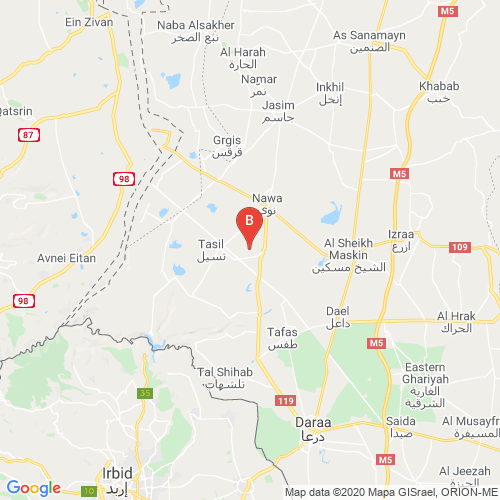 Ein Zivan
Naba Alsakher
نبع الصخر
M5
As Sanamayn
الصنمين
Al Harah
الحارة
Namar
نمر
Inkhil
إنخل
Khabab
خبب
Jasim
جاسم
Qatsrin
87
Grgis
قرقس
98
M5
Nawa
نوى
B
Tasil
تسيل
Al Sheikh
Maskin
الشيخ مسكين
Izraa
ازرع
109
Avnei Eitan
98
Dael
داعل
Al Hrak
الحراك
Tafas
طفس
M5
Tal Shihab
تلشهاب
Eastern
Ghariyah
الغارية
الشرقية
35
119
Daraa
درعا
Saida
صيدا
Al Musayfr
المسيفرة
M5
Irbid
إربد
Al Jeezah
الجيزة
10
Google
Map data ©2020 Mapa GISrael, ORION-ME